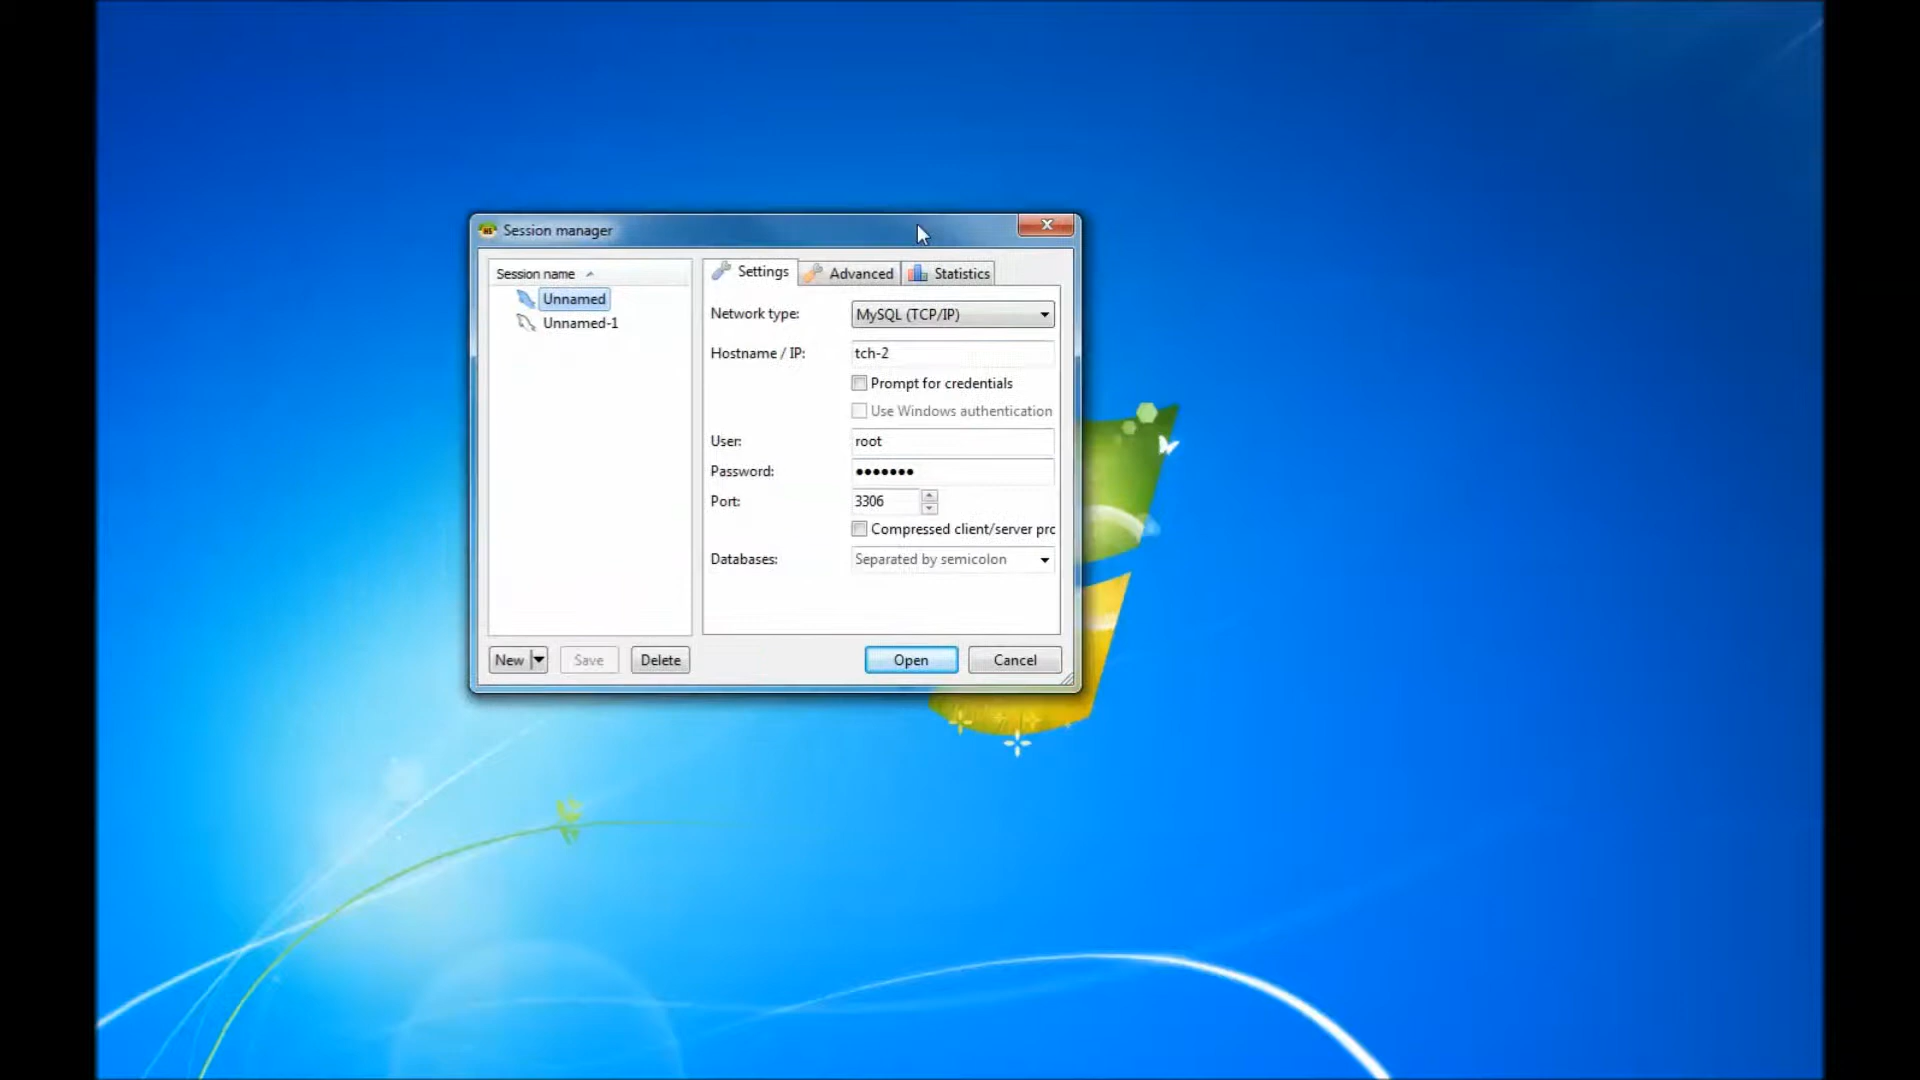 Session manager
Session name
Unnamed
Unnamed-1
Settings
Advanced
Statistics
Network type:
MySQL (TCP/IP)
Hostname / IP:
tch-2
Prompt for credentials
Use Windows authentication
User:
root
Password:
•••••••
Port:
3306
Compressed client/server prc
Databases:
Separated by semicolon
New
Save
Delete
Open
Cancel